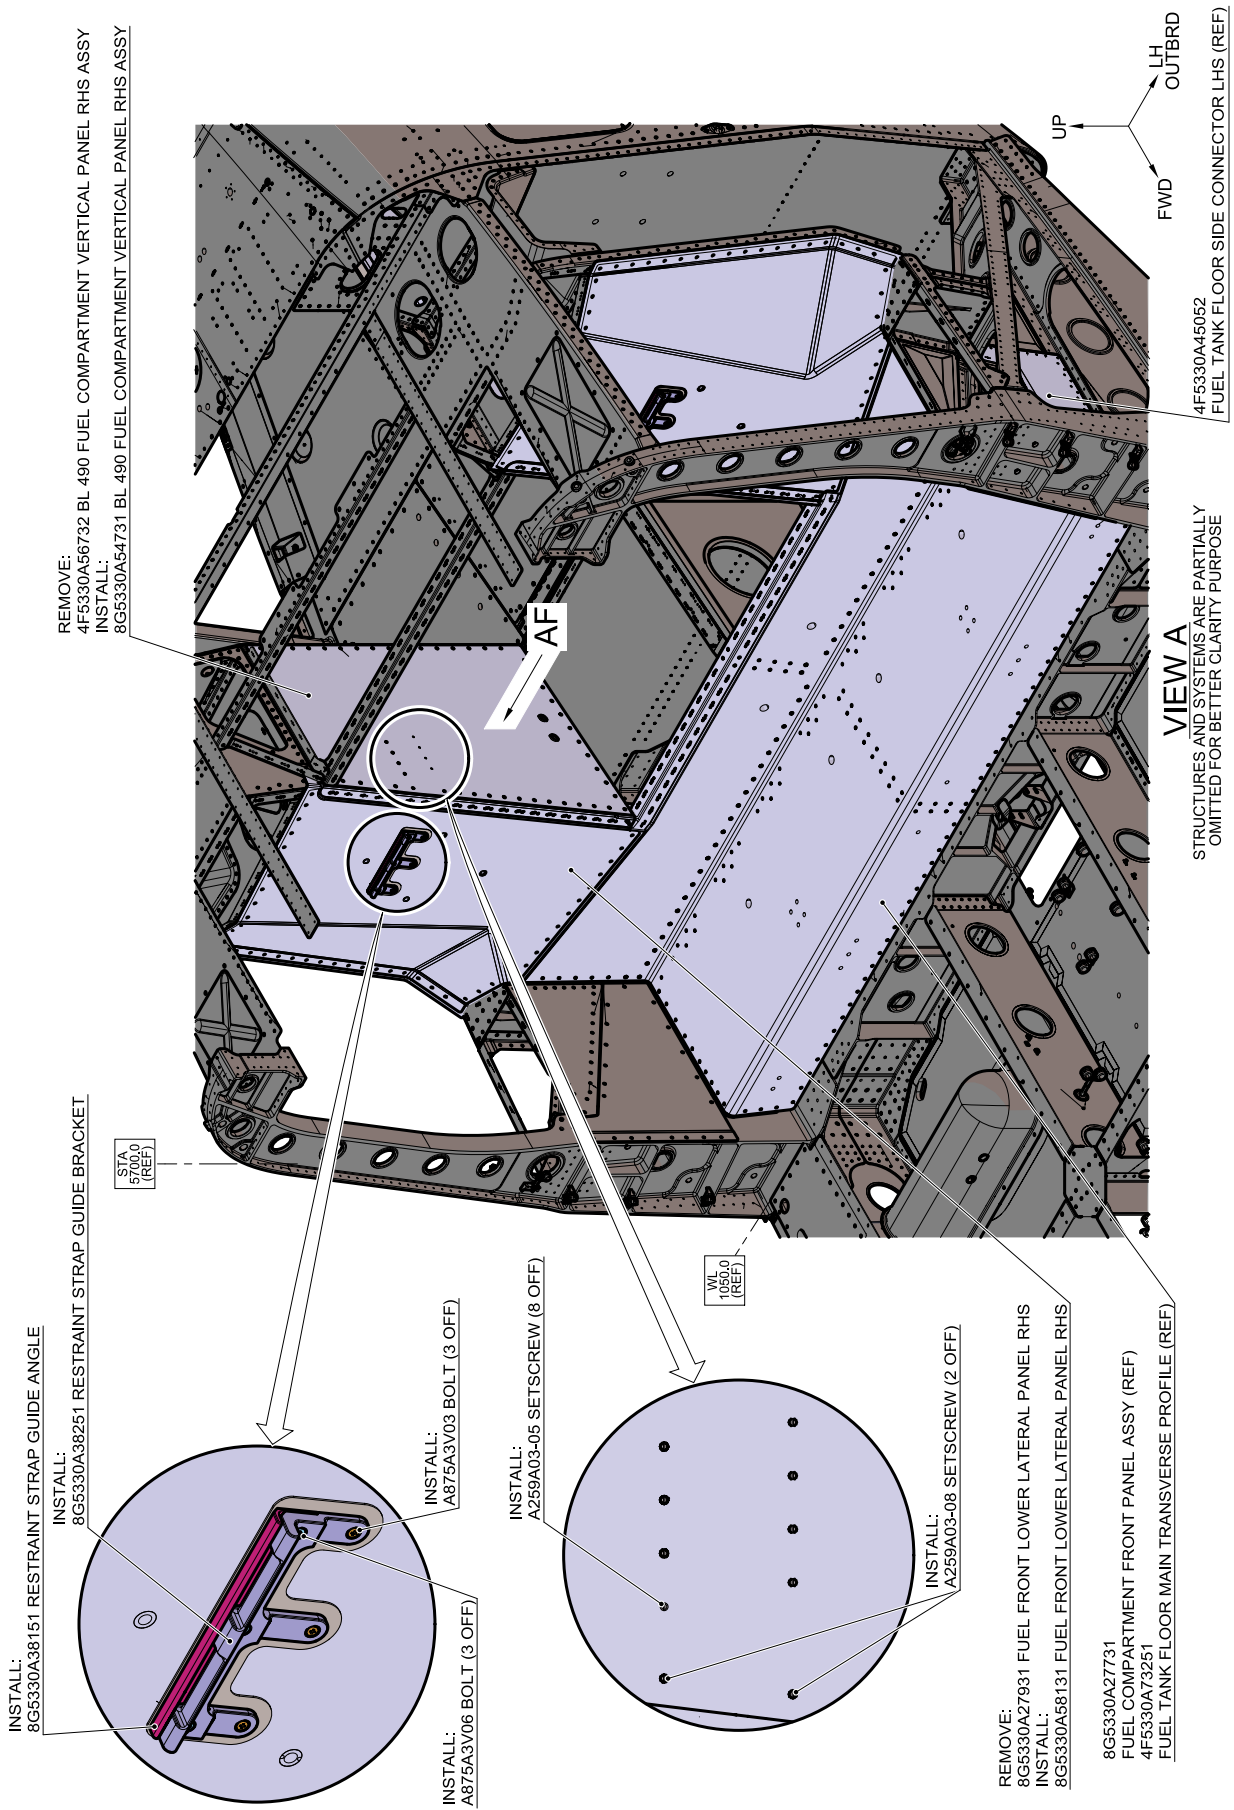 REMOVE:
4F5330A56732 BL 490 FUEL COMPARTMENT VERTICAL PANEL RHS ASSY
INSTALL:
8G5330A54731 BL 490 FUEL COMPARTMENT VERTICAL PANEL RHS ASSY
INSTALL:
8G5330A38151 RESTRAINT STRAP GUIDE ANGLE
INSTALL:
8G5330A38251 RESTRAINT STRAP GUIDE BRACKET
STA
5700.0
(REF)
INSTALL:
A875A3V03 BOLT (3 OFF)
INSTALL:
A875A3V06 BOLT (3 OFF)
INSTALL:
A259A03-05 SETSCREW (8 OFF)
AF
WL
1050.0
(REF)
INSTALL:
A259A03-08 SETSCREW (2 OFF)
REMOVE:
8G5330A27931 FUEL FRONT LOWER LATERAL PANEL RHS
INSTALL:
8G5330A58131 FUEL FRONT LOWER LATERAL PANEL RHS
8G5330A27731
FUEL COMPARTMENT FRONT PANEL ASSY (REF)
4F5330A73251
FUEL TANK FLOOR MAIN TRANSVERSE PROFILE (REF)
UP
LH
OUTBRD
FWD
4F5330A45052
FUEL TANK FLOOR SIDE CONNECTOR LHS (REF)
VIEW A
STRUCTURES AND SYSTEMS ARE PARTIALLY
OMITTED FOR BETTER CLARITY PURPOSE